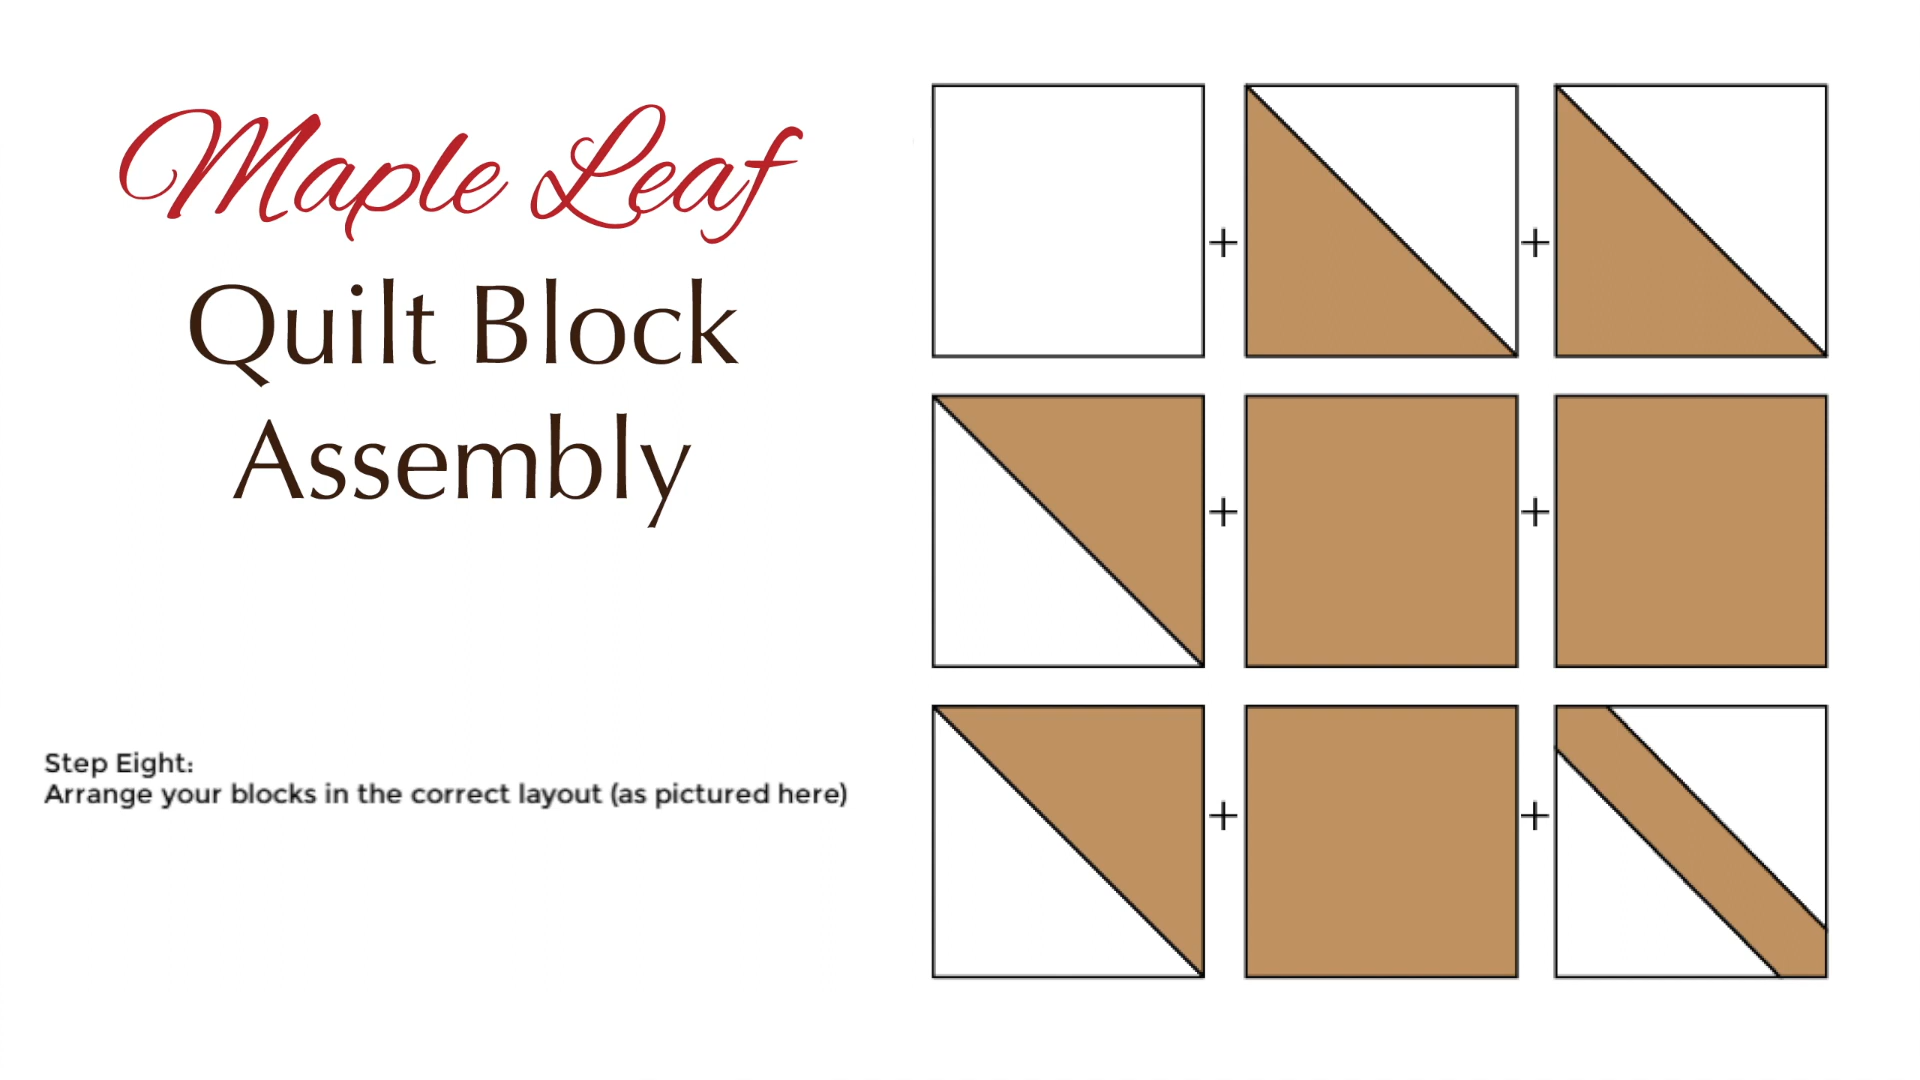 Maple Leaf
Quilt Block
Assembly
Step Eight:
Arrange your blocks in the correct layout (as pictured here)
+ +
+ +
+ +